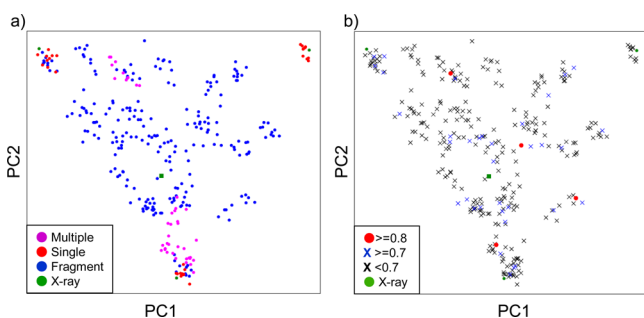 a)
PC2
Multiple
Single
Fragment
X-ray
PC1
b)
PC2
>=0.8
X >=0.7
X <0.7
X-ray
PC1